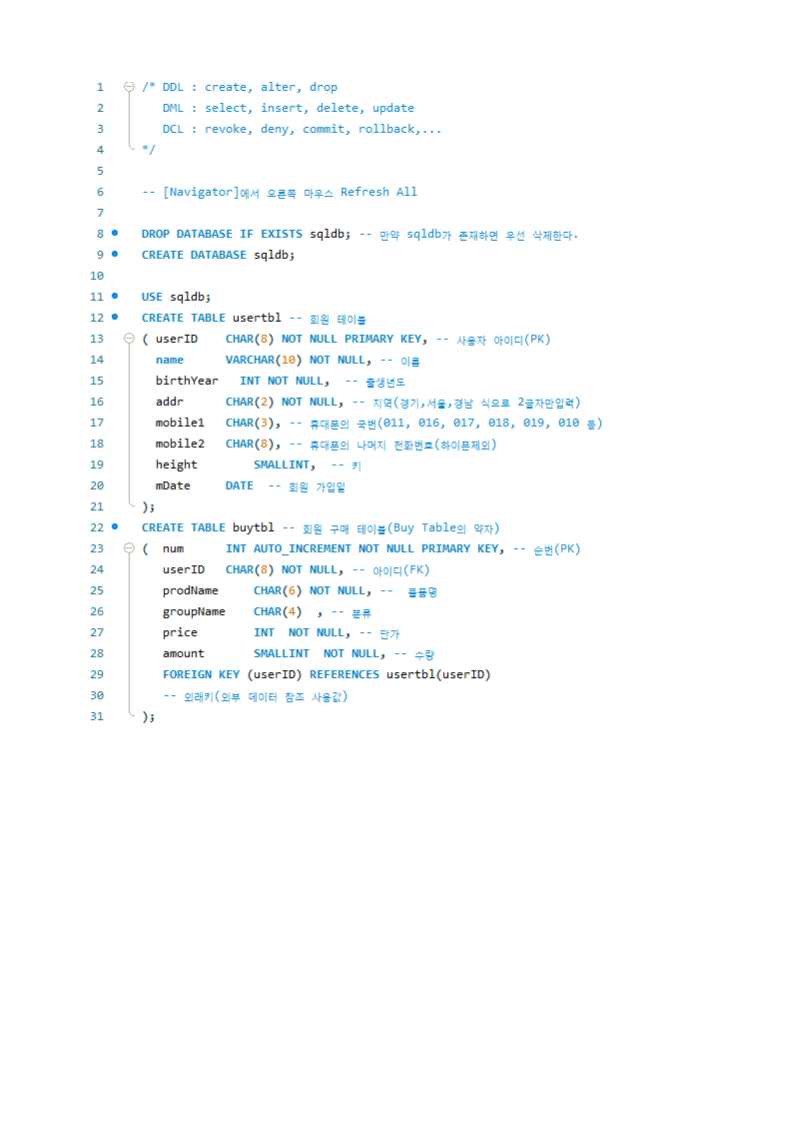 1 /* DDL : create, alter, drop
2 DML : select, insert, delete, update
3 DCL : revoke, deny, commit, rollback,...
4 */
5
6 -- [Navigator]에서 오른쪽 마우스 Refresh All
7
8 DROP DATABASE IF EXISTS sqldb; -- 만약 sqldb가 존재하면 우선 삭제한다.
9 CREATE DATABASE sqldb;
10
11 USE sqldb;
12 CREATE TABLE usertbl -- 회원 테이블
13 ( userID CHAR(8) NOT NULL PRIMARY KEY, -- 사용자 아이디(PK)
14 name VARCHAR(10) NOT NULL, -- 이름
15 birthYear INT NOT NULL, -- 출생년도
16 addr CHAR(2) NOT NULL, -- 지역(경기,서울,경남 식으로 2글자만입력)
17 mobile1 CHAR(3), -- 휴대폰의 국번(011, 016, 017, 018, 019, 010 등)
18 mobile2 CHAR(8), -- 휴대폰의 나머지 전화번호(하이픈제외)
19 height SMALLINT, -- 키
20 mDate DATE -- 회원 가입일
21 );
22 CREATE TABLE buytbl -- 회원 구매 테이블(Buy Table의 약자)
23 ( num INT AUTO_INCREMENT NOT NULL PRIMARY KEY, -- 순번(PK)
24 userID CHAR(8) NOT NULL, -- 아이디(FK)
25 prodName CHAR(6) NOT NULL, -- 물품명
26 groupName CHAR(4) , -- 분류
27 price INT NOT NULL, -- 단가
28 amount SMALLINT NOT NULL, -- 수량
29 FOREIGN KEY (userID) REFERENCES usertbl(userID)
30 -- 외래키(외부 데이터 참조 사용값)
31 );